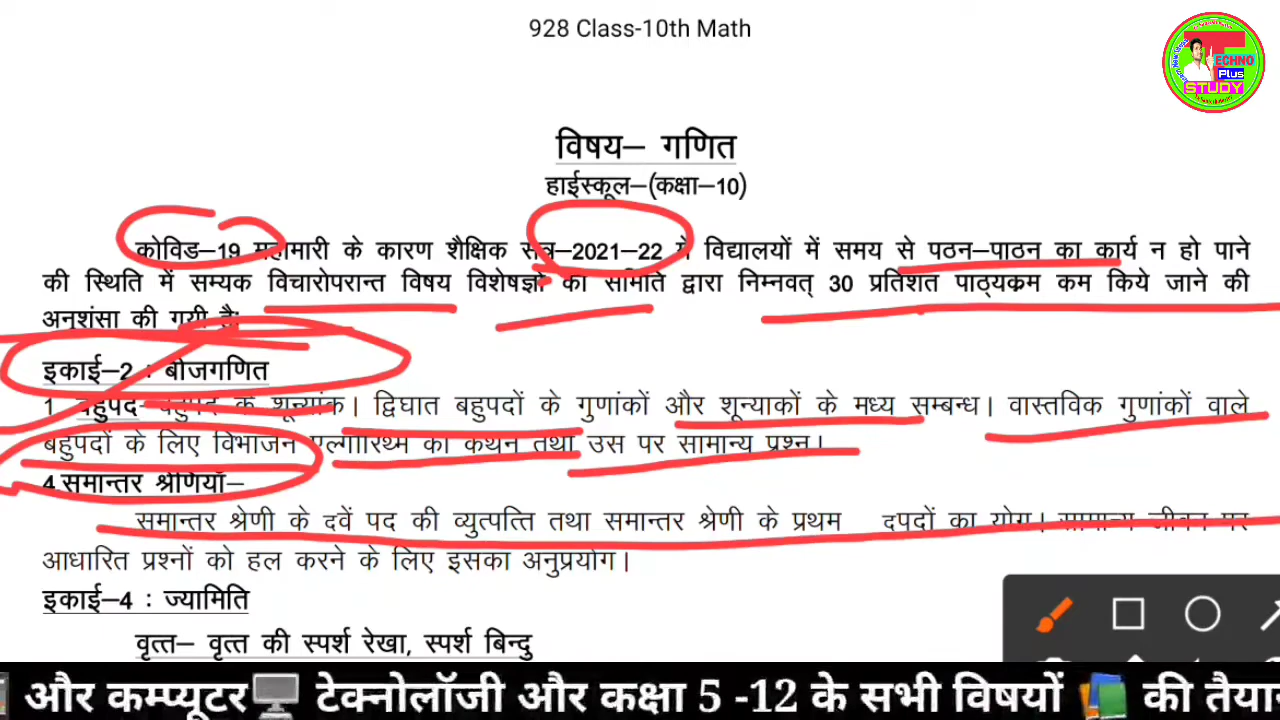 928 Class-10th Math
ECHNO
Plus
STUDY
विषय– गणित
हाईस्कूल–(कक्षा–10)
कोविड–19 महामारी के कारण शैक्षिक सत्र–2021–22 में विद्यालयों में समय से पठन–पाठन का कार्य न हो पाने
की स्थिति में सम्यक विचारोपरान्त विषय विशेषज्ञों की समिति द्वारा निम्नवत् 30 प्रतिशत पाठ्यक्रम कम किये जाने की
अनुशंसा की गयी है:
इकाई–2 : बीजगणित
1 बहुपद– बहुपद के शून्यांक। द्विघात बहुपदों के गुणांकों और शून्याकों के मध्य सम्बन्ध। वास्तविक गुणांकों वाले
बहुपदों के लिए विभाजन एल्गोरिथ्म का कथन तथा उस पर सामान्य प्रश्न।
4.समान्तर श्रेणियाँ–
समान्तर श्रेणी के दवें पद की व्युत्पत्ति तथा समान्तर श्रेणी के प्रथम दपदों का योग। सामान्य जीवन पर
आधारित प्रश्नों को हल करने के लिए इसका अनुप्रयोग।
इकाई–4 : ज्यामिति
वृत्त– वृत्त की स्पर्श रेखा, स्पर्श बिन्दु
और कम्प्यूटर टेक्नोलॉजी और कक्षा 5 -12 के सभी विषयों की तैया